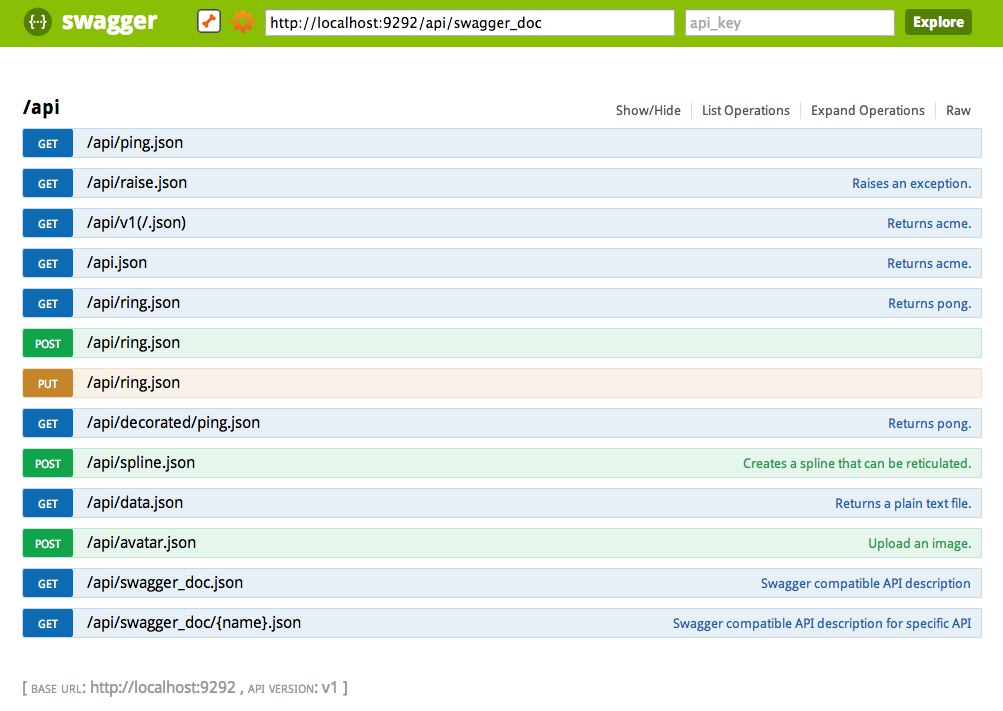 {··} swagger http://localhost:9292/api/swagger_doc api_key Explore
/api Show/Hide List Operations Expand Operations Raw
GET /api/ping.json
GET /api/raise.json Raises an exception.
GET /api/v1(/.json) Returns acme.
GET /api.json Returns acme.
GET /api/ring.json Returns pong.
POST /api/ring.json
PUT /api/ring.json
GET /api/decorated/ping.json Returns pong.
POST /api/spline.json Creates a spline that can be reticulated.
GET /api/data.json Returns a plain text file.
POST /api/avatar.json Upload an image.
GET /api/swagger_doc.json Swagger compatible API description
GET /api/swagger_doc/{name}.json Swagger compatible API description for specific API
[ BASE URL: http://localhost:9292 , API VERSION: v1 ]